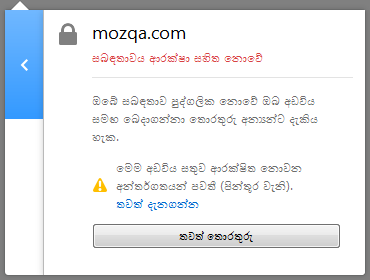 mozqa.com
සබඳතාවය ආරක්ෂා සහිත නොවේ
ඔබේ සබඳතාව පුද්ගලික නොවේ ඔබ අඩවිය
සමඟ බෙදාගන්නා තොරතුරු අන්‍යන්ට දැකිය
හැක.
මෙම අඩවිය සතුව ආරක්ෂිත නොවන
අන්තර්ගතයන් පවතී (පින්තූර වැනි).
තවත් දැනගන්න
තවත් තොරතුරු